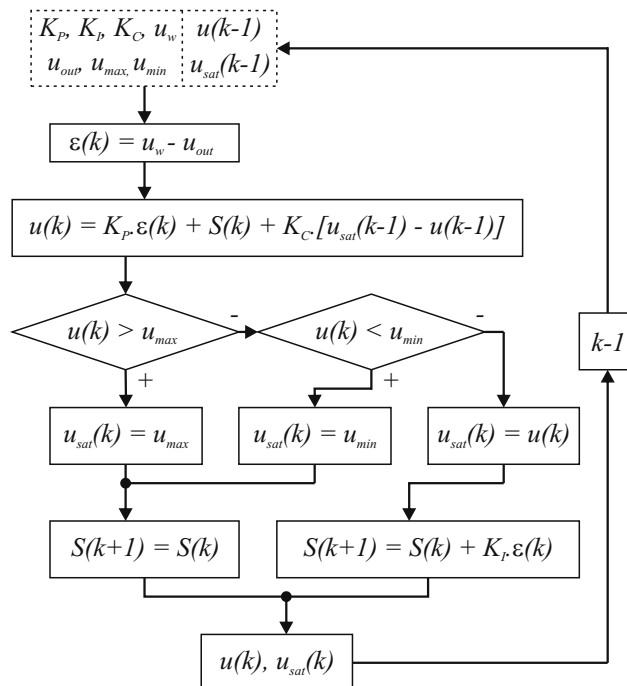 K_P, K_I, K_C, u_w
u_out, u_max, u_min
u(k-1)
u_sat(k-1)
ε(k) = u_w - u_out
u(k) = K_P.ε(k) + S(k) + K_C.[u_sat(k-1) - u(k-1)]
u(k) > u_max
-
u(k) < u_min
-
k-1
+
+
u_sat(k) = u_max
u_sat(k) = u_min
u_sat(k) = u(k)
S(k+1) = S(k)
S(k+1) = S(k) + K_I.ε(k)
u(k), u_sat(k)